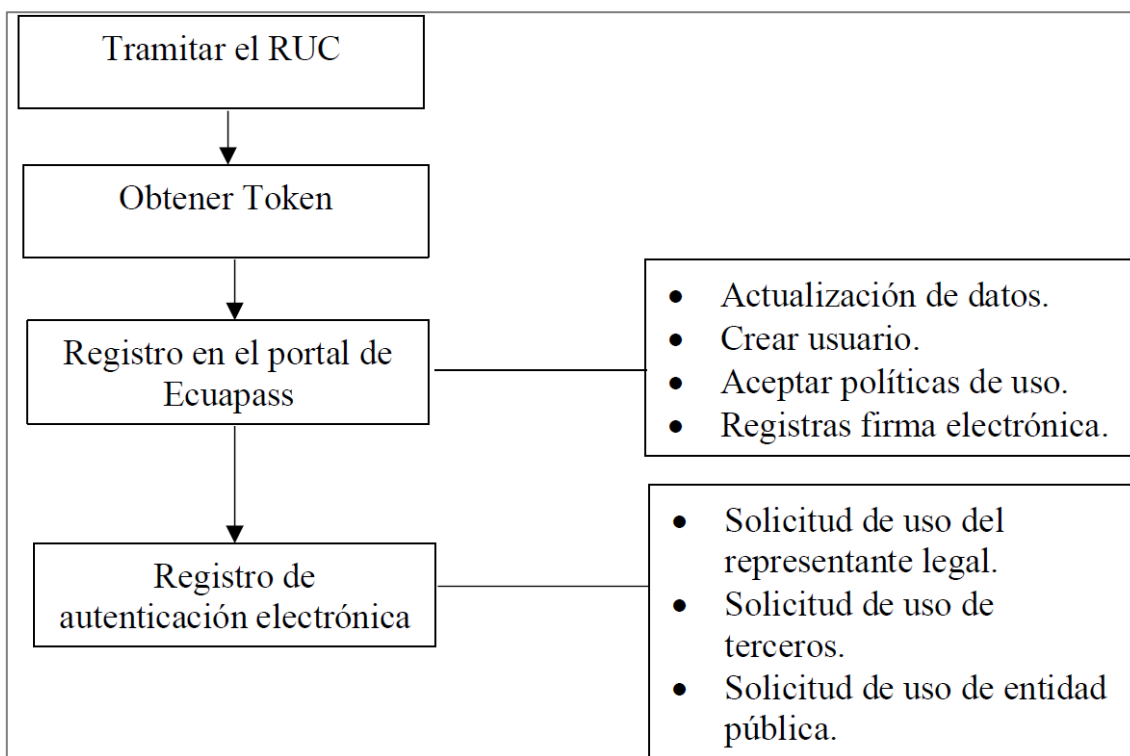 Tramitar el RUC
Obtener Token
Registro en el portal de
Ecuapass
• Actualización de datos.
• Crear usuario.
• Aceptar políticas de uso.
• Registras firma electrónica.
Registro de
autenticación electrónica
• Solicitud de uso del
representante legal.
• Solicitud de uso de
terceros.
• Solicitud de uso de entidad
pública.